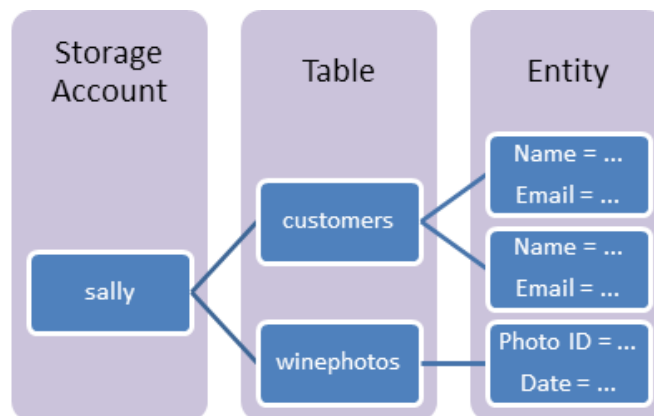 Storage
Account
Table
Entity
sally
customers
winephotos
Name = ...
Email = ...
Name = ...
Email = ...
Photo ID = ...
Date = ...